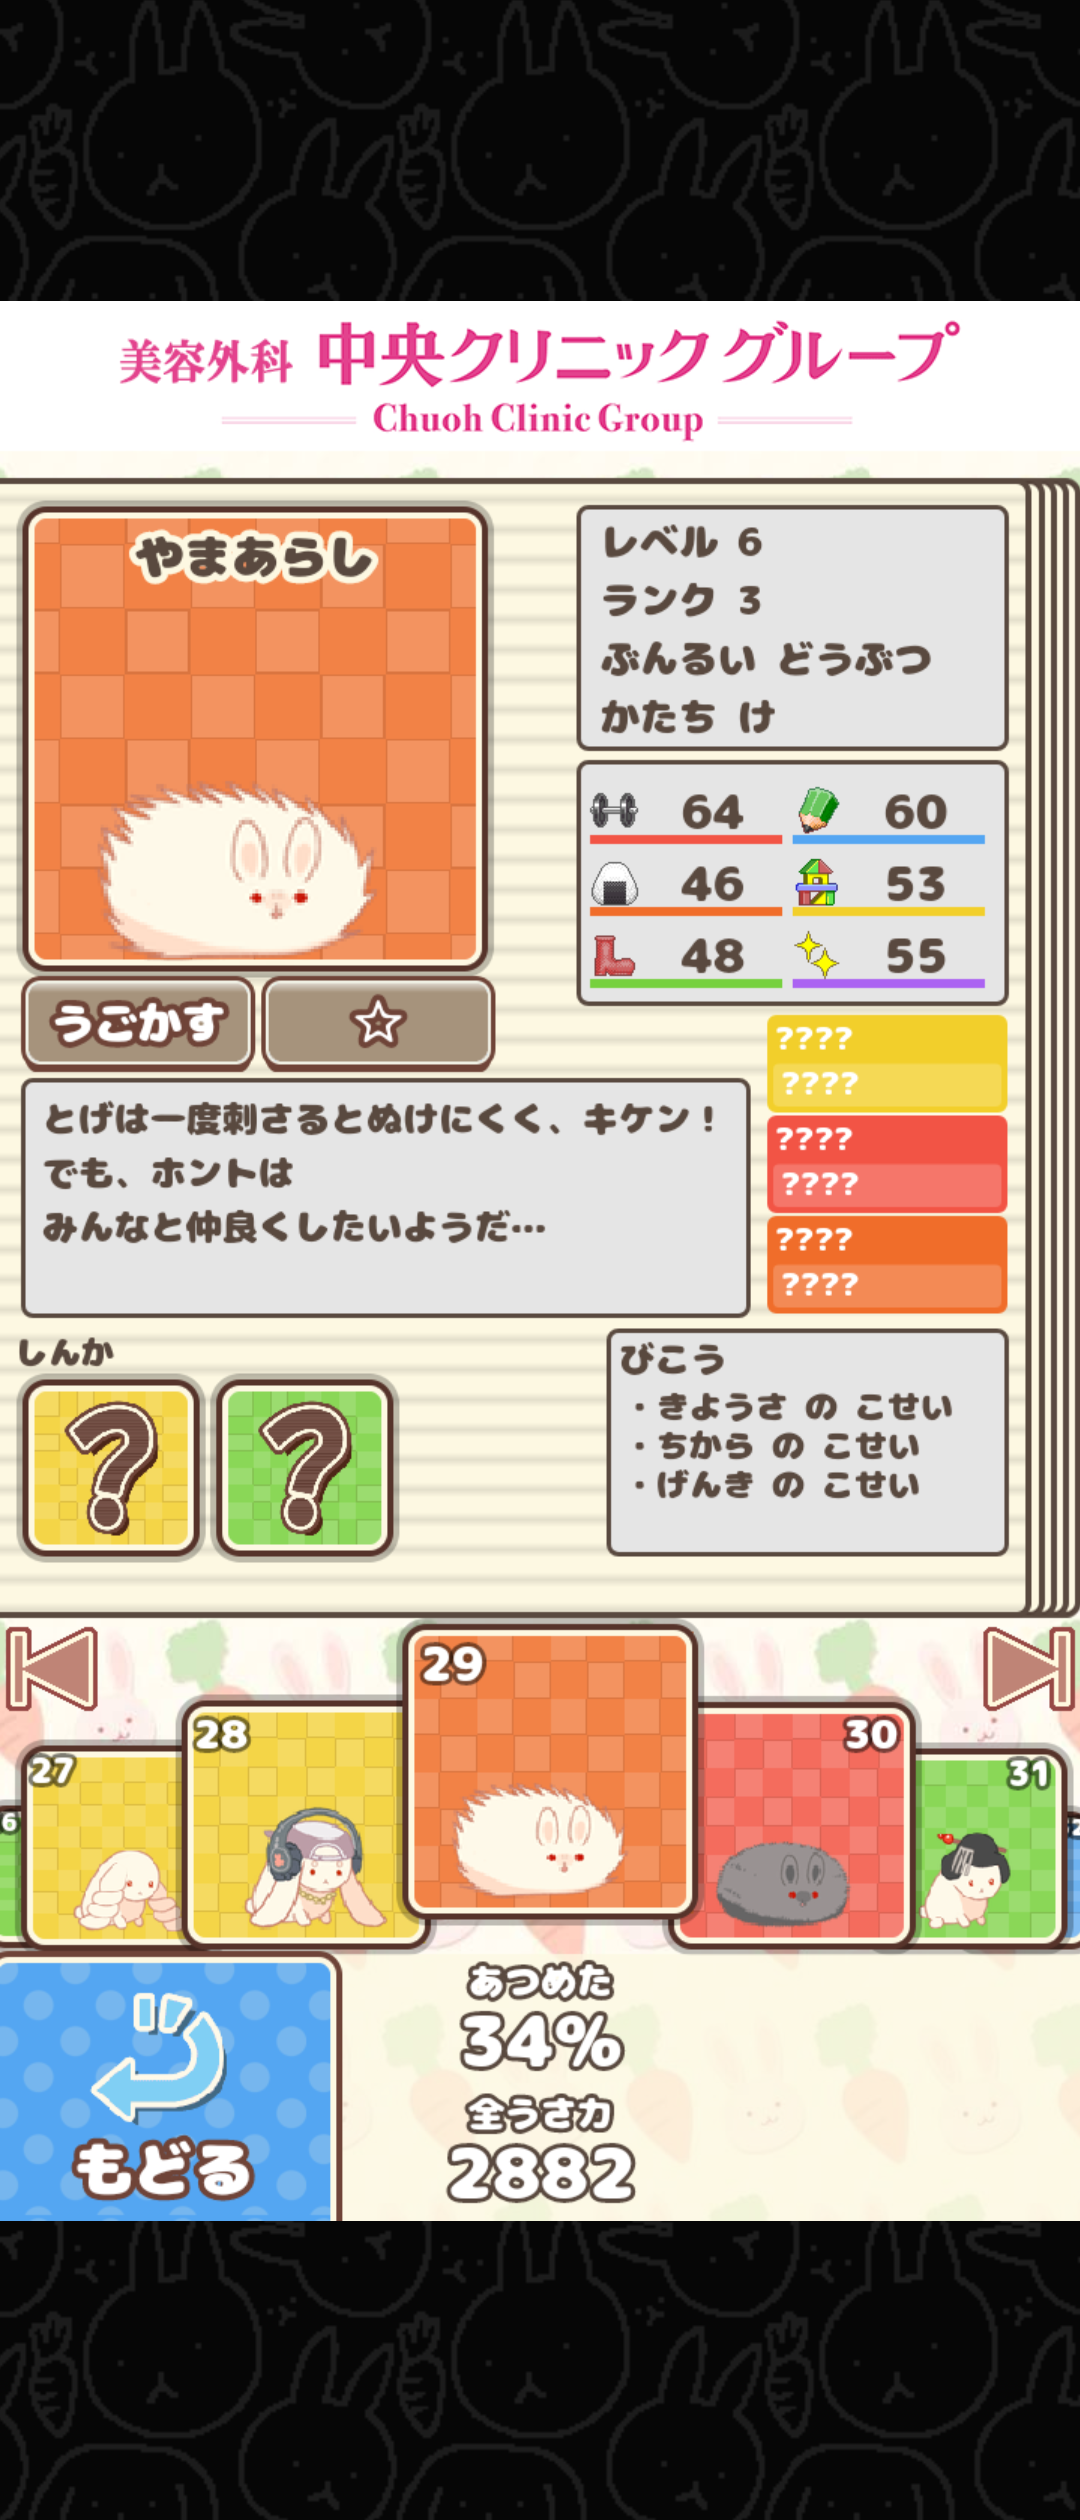 美容外科 中央クリニックグループ
Chuoh Clinic Group
やまあらし
レベル 6
ランク 3
ぶんるい どうぶつ
かたち け
64 60
46 53
48 55
うごかす ☆
????
????
????
????
????
????
とげは一度刺さるとぬけにくく、キケン！
でも、ホントは
みんなと仲良くしたいようだ…
しんか
? ?
びこう
・きようさ の こせい
・ちから の こせい
・げんき の こせい
6 27 28 29 30 31
もどる
あつめた
34%
全うさ力
2882